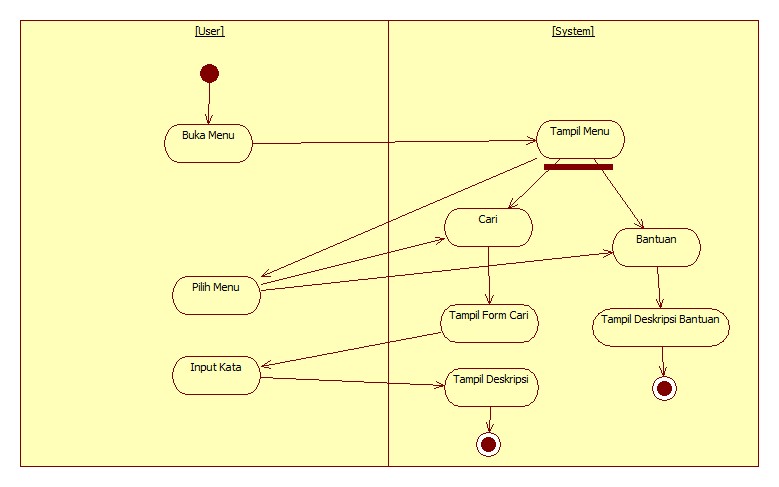 [User]
[System]
Buka Menu
Tampil Menu
Cari
Bantuan
Pilih Menu
Tampil Form Cari
Tampil Deskripsi Bantuan
Input Kata
Tampil Deskripsi